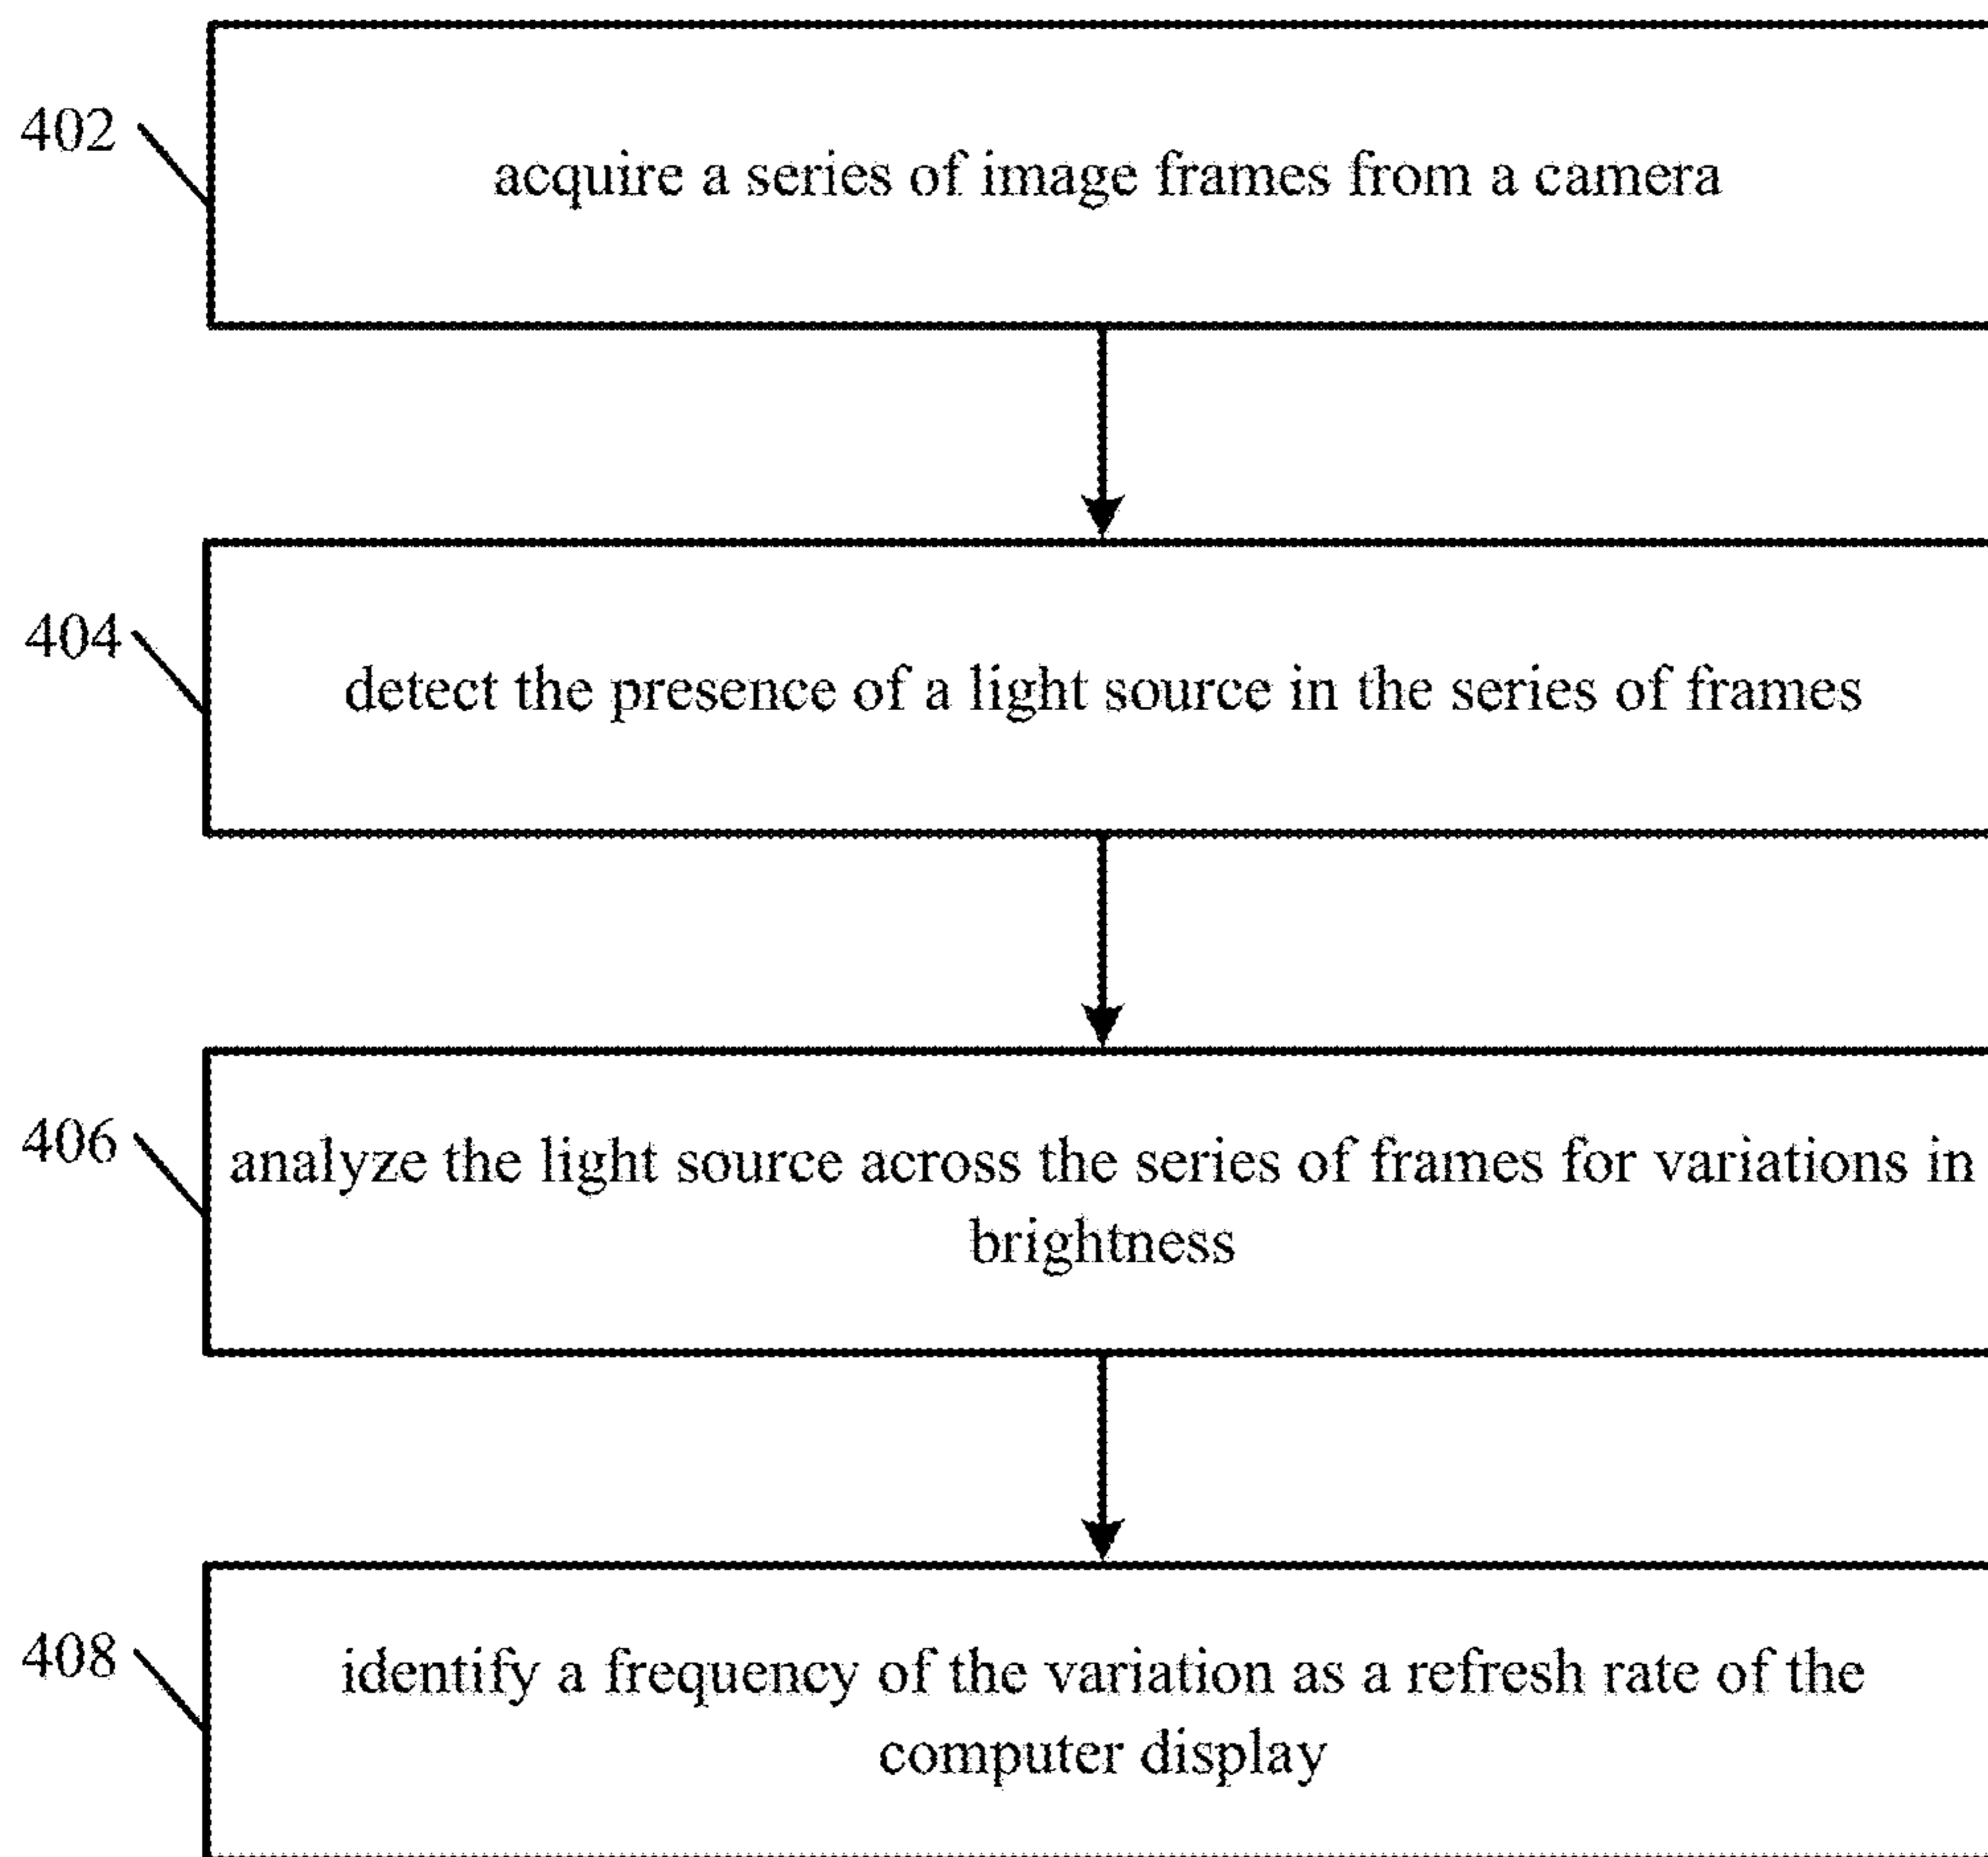 402
acquire a series of image frames from a camera
404
detect the presence of a light source in the series of frames
406
analyze the light source across the series of frames for variations in
brightness
408
identify a frequency of the variation as a refresh rate of the
computer display